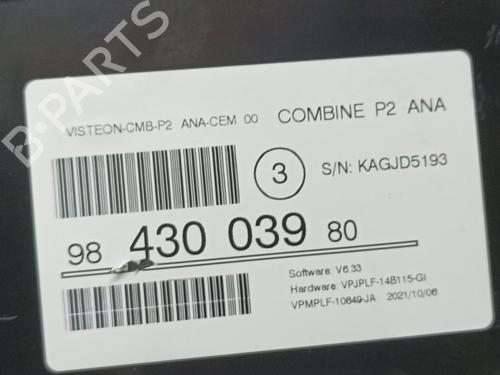 VISTEON-CMB-P2 ANA-CEM 00 COMBINE P2 ANA
3 S/N: KAGJD5193
98 430 039 80
Software: V6.33
Hardware: VPJPLF-14B115-GI
VPMPLF-10849-JA 2021/10/06
B-PARTS